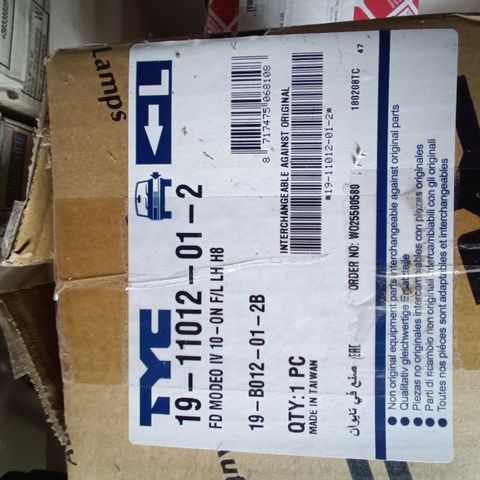 Lamps
TYC
L
19-11012-01-2
FD MODEO IV 10-ON F/L LH H8
19-B012-01-2B
QTY:1 PC
MADE IN TAIWAN
صنع في تايوان
8 717475 068108
INTERCHANGEABLE AGAINST ORIGINAL
*19-11012-01-2*
ORDER NO: WO25500580
180208TC
47
Non original equipment parts interchangeable against original parts
Qualitativ gleichwertige Ersatzteile
Piezas no originales intercambiables con piezas originales
Parti di ricambio non originali intercambiabili con gli originali
Toutes nos pièces sont adaptables et interchangeables